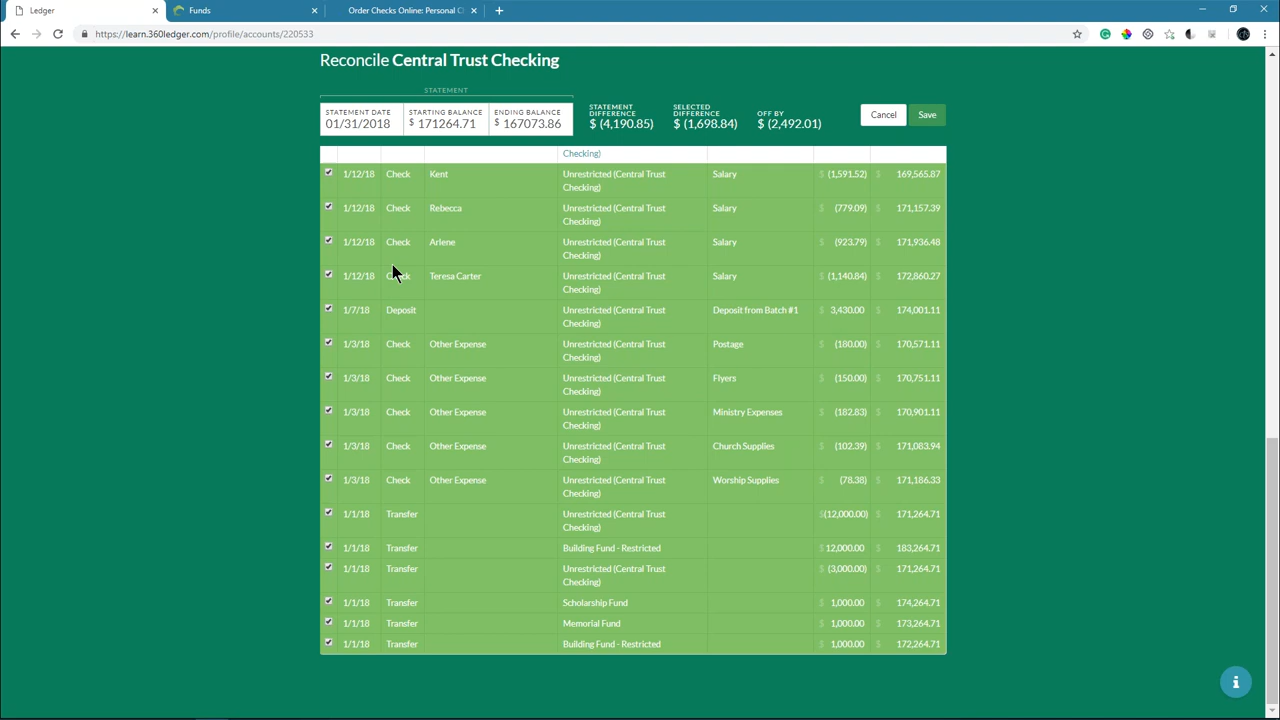 Ledger
Funds
Order Checks Online: Personal C
https://learn.360ledger.com/profile/accounts/220533
Reconcile Central Trust Checking
STATEMENT
STATEMENT DATE STARTING BALANCE ENDING BALANCE
01/31/2018 $ 171264.71 $ 167073.86
STATEMENT DIFFERENCE
$ (4,190.85)
SELECTED DIFFERENCE
$ (1,698.84)
OFF BY
$ (2,492.01)
Cancel
Save
Checking)
1/12/18 Check Kent Unrestricted (Central Trust Salary $ (1,591.52) $ 169,565.87
Checking)
1/12/18 Check Rebecca Unrestricted (Central Trust Salary $ (779.09) $ 171,157.39
Checking)
1/12/18 Check Arlene Unrestricted (Central Trust Salary $ (923.79) $ 171,936.48
Checking)
1/12/18 Check Teresa Carter Unrestricted (Central Trust Salary $ (1,140.84) $ 172,860.27
Checking)
1/7/18 Deposit Unrestricted (Central Trust Deposit from Batch #1 $ 3,430.00 $ 174,001.11
Checking)
1/3/18 Check Other Expense Unrestricted (Central Trust Postage $ (180.00) $ 170,571.11
Checking)
1/3/18 Check Other Expense Unrestricted (Central Trust Flyers $ (150.00) $ 170,751.11
Checking)
1/3/18 Check Other Expense Unrestricted (Central Trust Ministry Expenses $ (182.83) $ 170,901.11
Checking)
1/3/18 Check Other Expense Unrestricted (Central Trust Church Supplies $ (102.39) $ 171,083.94
Checking)
1/3/18 Check Other Expense Unrestricted (Central Trust Worship Supplies $ (78.38) $ 171,186.33
Checking)
1/1/18 Transfer Unrestricted (Central Trust $(12,000.00) $ 171,264.71
Checking)
1/1/18 Transfer Building Fund - Restricted $ 12,000.00 $ 183,264.71
1/1/18 Transfer Unrestricted (Central Trust $ (3,000.00) $ 171,264.71
Checking)
1/1/18 Transfer Scholarship Fund $ 1,000.00 $ 174,264.71
1/1/18 Transfer Memorial Fund $ 1,000.00 $ 173,264.71
1/1/18 Transfer Building Fund - Restricted $ 1,000.00 $ 172,264.71